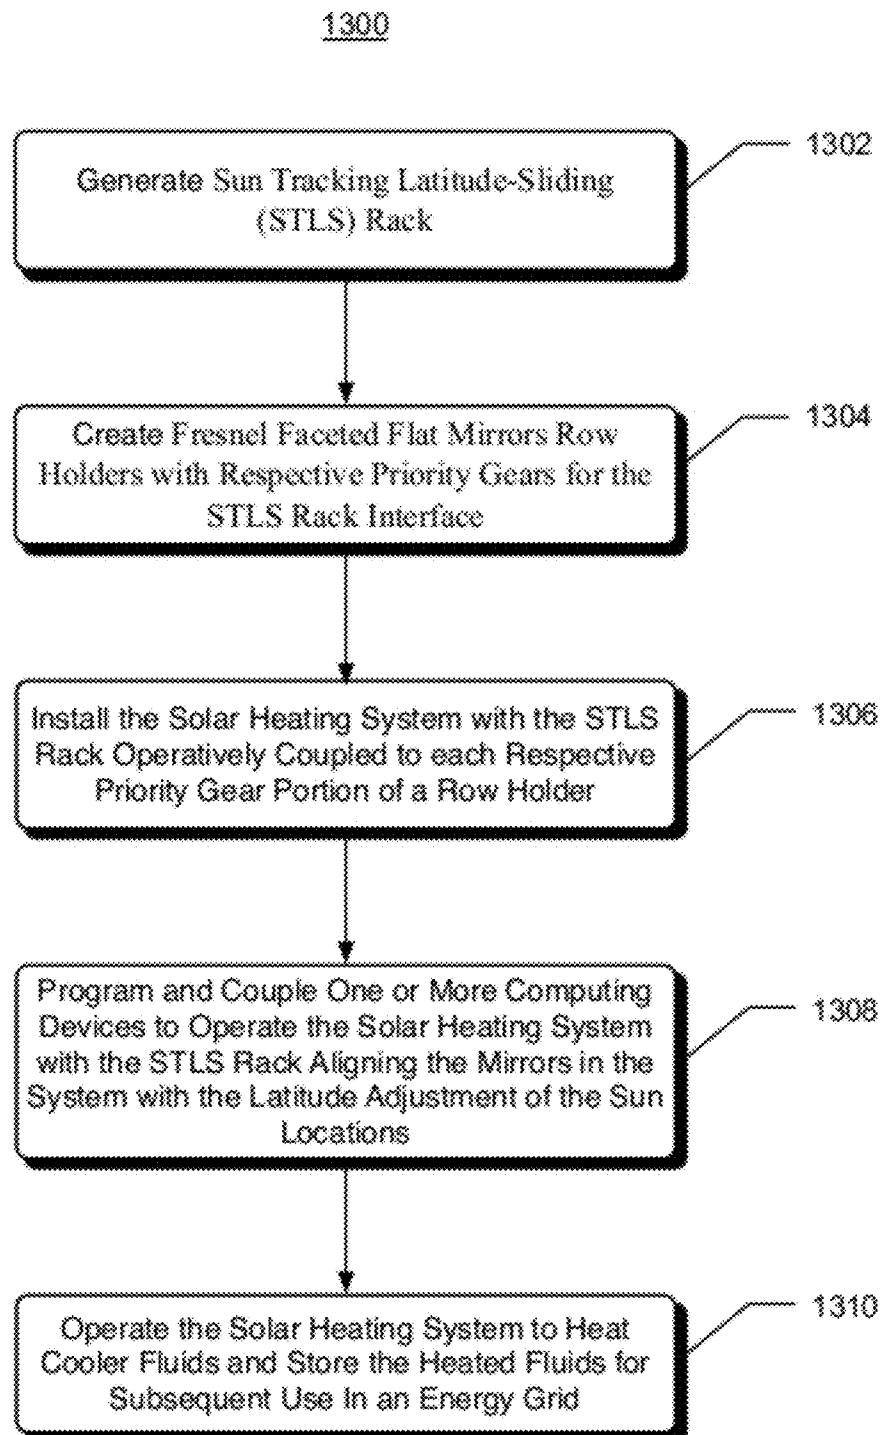 1300
Generate Sun Tracking Latitude-Sliding
(STLS) Rack
1302
Create Fresnel Faceted Flat Mirrors Row
Holders with Respective Priority Gears for the
STLS Rack Interface
1304
Install the Solar Heating System with the STLS
Rack Operatively Coupled to each Respective
Priority Gear Portion of a Row Holder
1306
Program and Couple One or More Computing
Devices to Operate the Solar Heating System
with the STLS Rack Aligning the Mirrors in the
System with the Latitude Adjustment of the Sun
Locations
1308
Operate the Solar Heating System to Heat
Cooler Fluids and Store the Heated Fluids for
Subsequent Use In an Energy Grid
1310